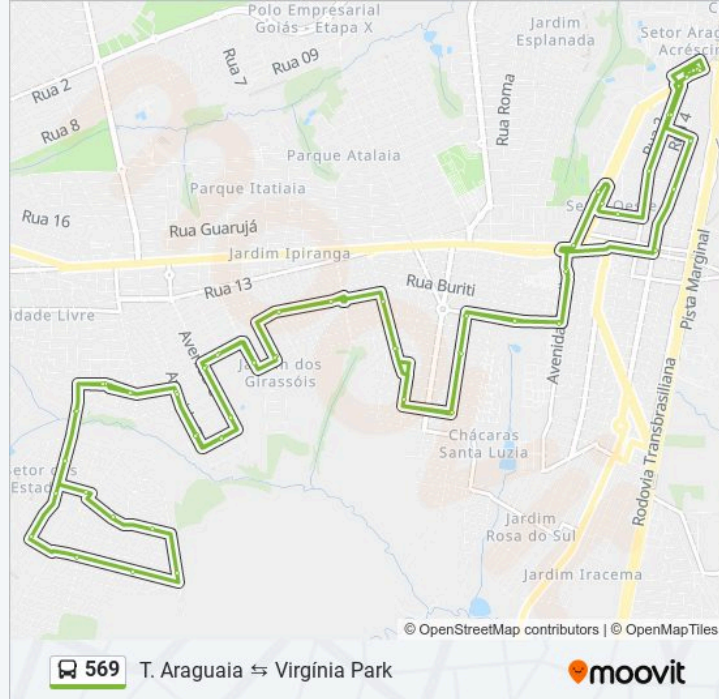 Polo Empresarial
Goiás - Etapa X
Jardim
Esplanada
Setor Arag
Acréscim
Rua 09
Rua 7
Rua 2
Rua 8
Rua Roma
Parque Atalaia
Parque Itatiaia
Rua 16
Rua Guarujá
Jardim Ipiranga
Rua 13
Rua Buriti
Pista Marginal
idade Livre
Avenida
Girassóis
Chácaras
Santa Luzia
Rodovia Transbrasiliana
Jardim
Rosa do Sul
Jardim Iracema
© OpenStreetMap contributors | © OpenMapTiles
569 T. Araguaia ⇆ Virgínia Park
moovit